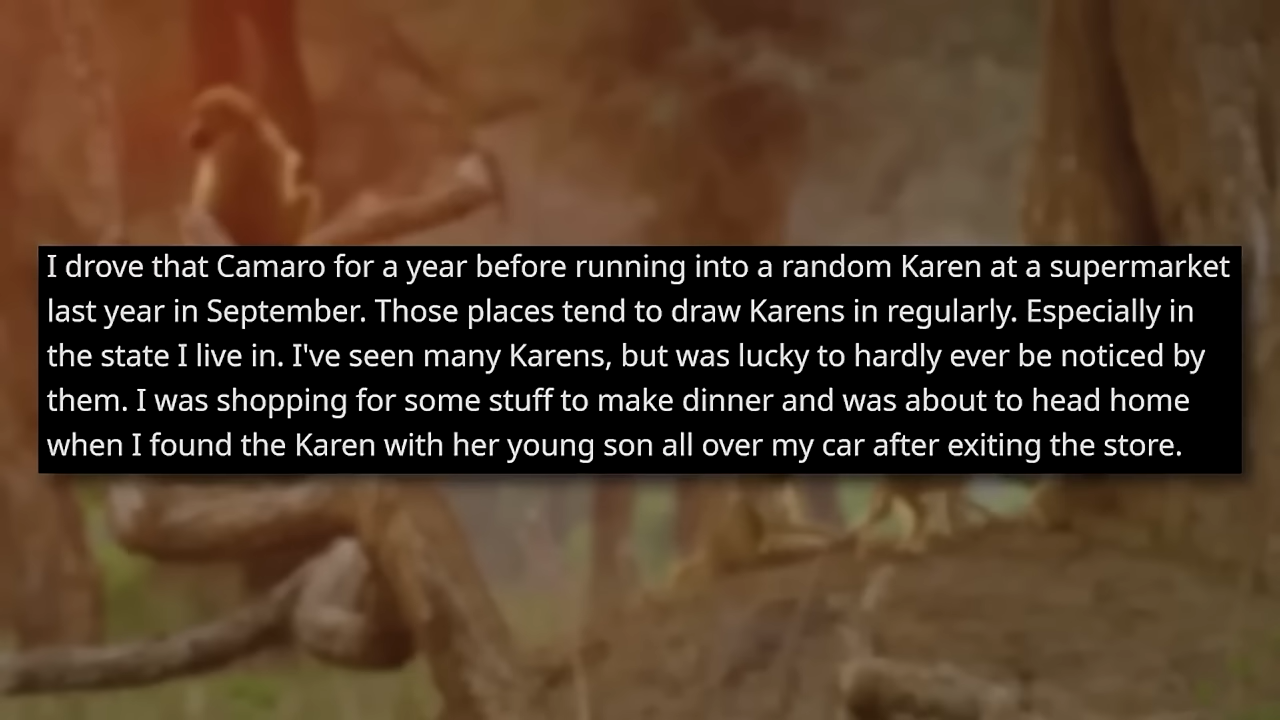 I drove that Camaro for a year before running into a random Karen at a supermarket
last year in September. Those places tend to draw Karens in regularly. Especially in
the state I live in. I've seen many Karens, but was lucky to hardly ever be noticed by
them. I was shopping for some stuff to make dinner and was about to head home
when I found the Karen with her young son all over my car after exiting the store.